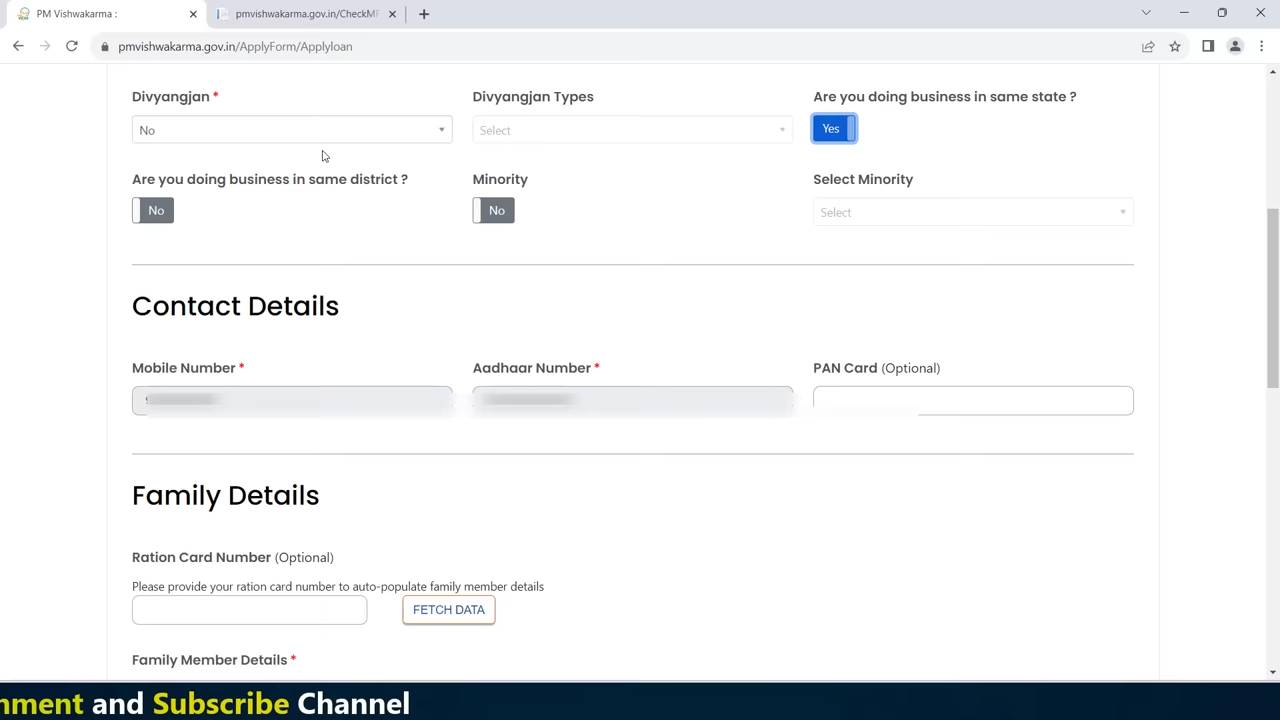 PM Vishwakarma :
pmvishwakarma.gov.in/CheckMF
pmvishwakarma.gov.in/ApplyForm/Applyloan
Divyangjan *
Divyangjan Types
Are you doing business in same state ?
No
Select
Yes
Are you doing business in same district ?
Minority
Select Minority
No
No
Select
Contact Details
Mobile Number *
Aadhaar Number *
PAN Card (Optional)
Family Details
Ration Card Number (Optional)
Please provide your ration card number to auto-populate family member details
FETCH DATA
Family Member Details *
nment and Subscribe Channel